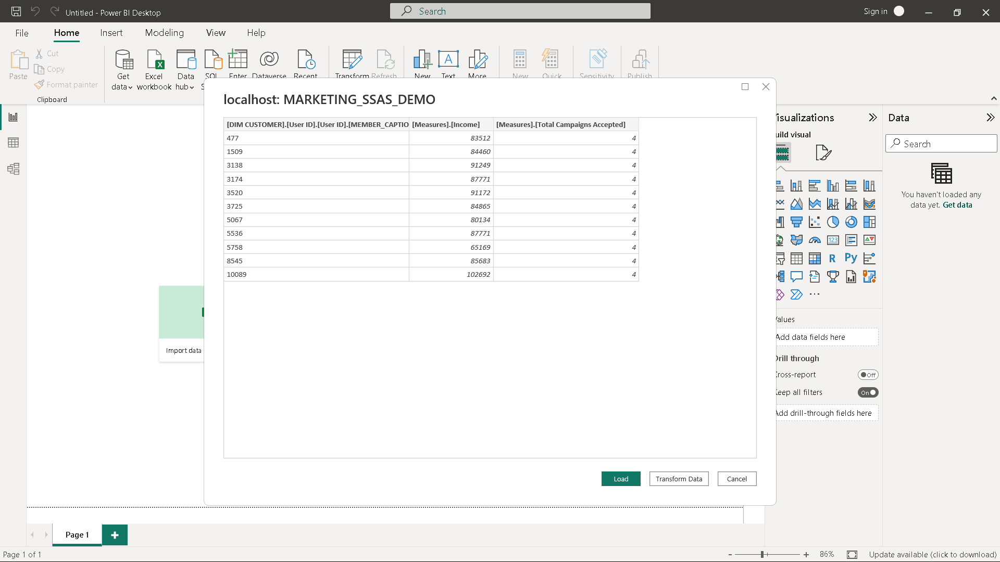 Untitled - Power BI Desktop
Search
Sign in
File
Home
Insert
Modeling
View
Help
Paste
Cut
Copy
Format painter
Clipboard
Get data
Excel workbook
Data hub
SQL
Enter
Dataverse
Recent
Transform
Refresh
New
Text
More
New
Quick
Sensitivity
Publish
localhost: MARKETING_SSAS_DEMO
[DIM CUSTOMER].[User ID].[User ID].[MEMBER_CAPTIO [Measures].[Income] [Measures].[Total Campaigns Accepted]
477 83512 4
1509 84460 4
3138 91249 4
3174 87771 4
3520 91172 4
3725 84865 4
5067 80134 4
5536 87771 4
5758 65169 4
8545 85683 4
10089 102692 4
Load
Transform Data
Cancel
Import data
isualizations
uild visual
123
R
Py
Values
Add data fields here
Drill through
Cross-report
Off
Keep all filters
On
Add drill-through fields here
Data
Search
You haven't loaded any
data yet. Get data
Page 1
Page 1 of 1
86%
Update available (click to download)